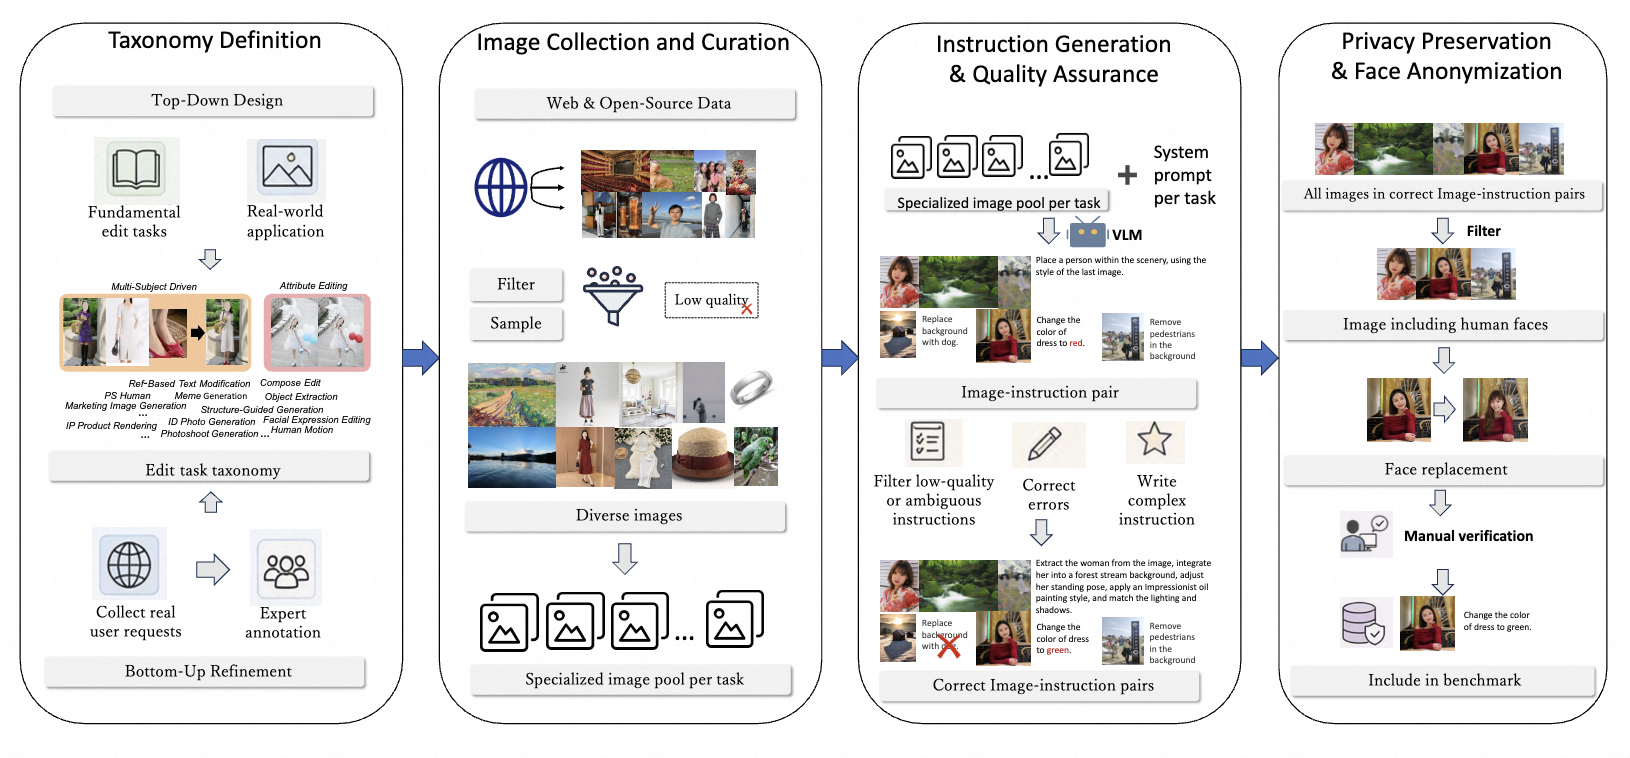 Taxonomy Definition
Top-Down Design
Fundamental
edit tasks
Real-world
application
Multi-Subject Driven
Attribute Editing
Ref-Based Text Modification
Compose Edit
PS Human
Meme Generation
Object Extraction
Marketing Image Generation
Structure-Guided Generation
...
ID Photo Generation
Facial Expression Editing
IP Product Rendering
Human Motion
...
Photoshoot Generation ...
Edit task taxonomy
Collect real
user requests
Expert
annotation
Bottom-Up Refinement
Image Collection and Curation
Web & Open-Source Data
Filter
Sample
Low quality
Diverse images
...
Specialized image pool per task
Instruction Generation
& Quality Assurance
...
+
System
prompt
per task
Specialized image pool per task
VLM
Place a person within the scenery, using the
style of the last image.
Replace
background
with dog.
Change the
color of
dress to red.
Remove
pedestrians
in the
background
Image-instruction pair
Filter low-quality
or ambiguous
instructions
Correct
errors
Write
complex
instruction
Extract the woman from the image, integrate
her into a forest stream background, adjust
her standing pose, apply an Impressionist oil
painting style, and match the lighting and
shadows.
Replace
background
with dog.
Change the
color of dress
to green.
Remove
pedestrians
in the
background
Correct Image-instruction pairs
Privacy Preservation
& Face Anonymization
All images in correct Image-instruction pairs
Filter
Image including human faces
Face replacement
Manual verification
Change the color
of dress to green.
Include in benchmark